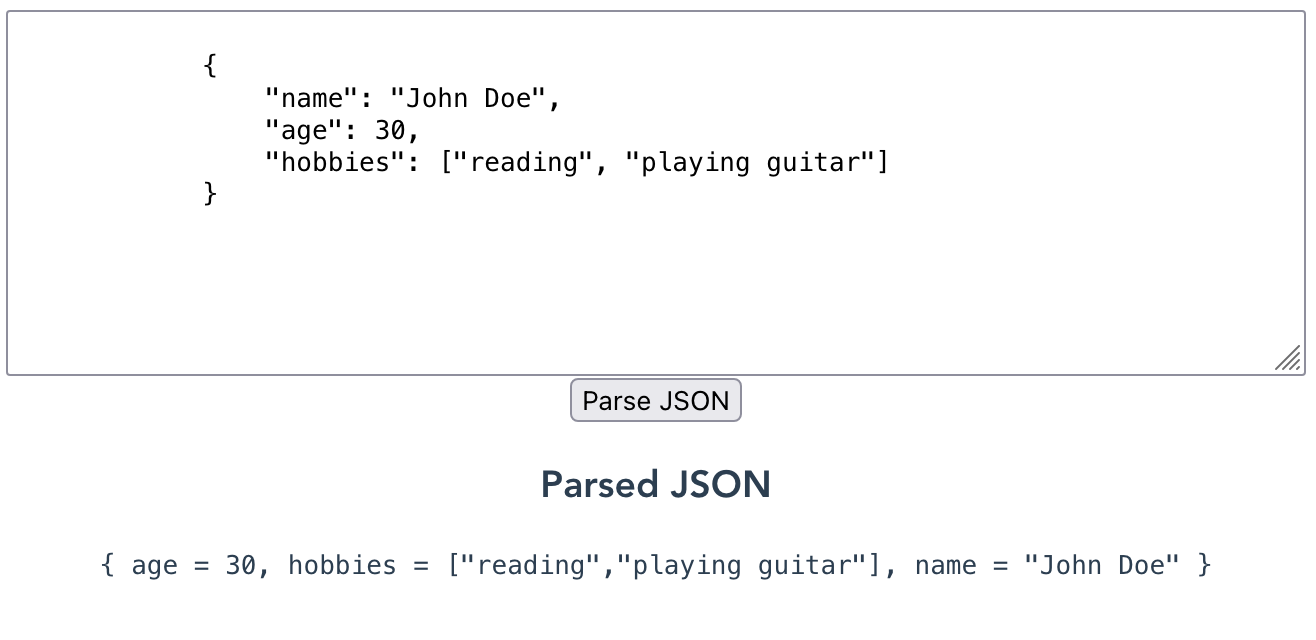 {
"name": "John Doe",
"age": 30,
"hobbies": ["reading", "playing guitar"]
}
Parse JSON
Parsed JSON
{ age = 30, hobbies = ["reading","playing guitar"], name = "John Doe" }